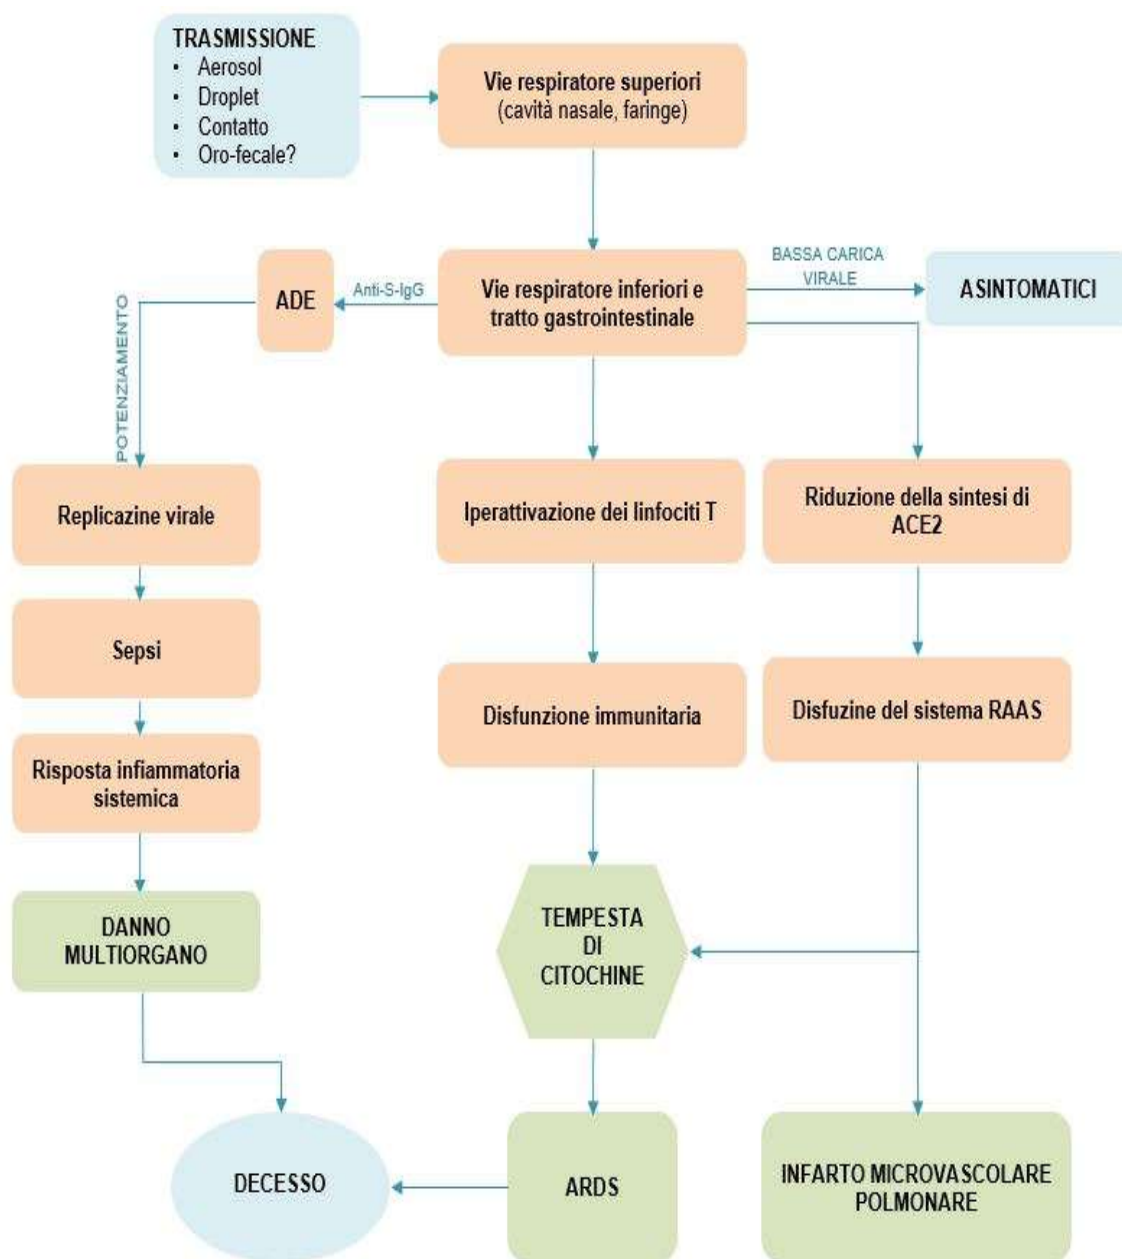 TRASMISSIONE
• Aerosol
• Droplet
• Contatto
• Oro-fecale?
Vie respiratore superiori
(cavità nasale, faringe)
BASSA CARICA
VIRALE
ASINTOMATICI
Vie respiratore inferiori e
tratto gastrointestinale
Anti-S-IgG
ADE
POTENZIAMENTO
Replicazine virale
Iperattivazione dei linfociti T
Riduzione della sintesi di
ACE2
Sepsi
Disfunzione immunitaria
Disfuzine del sistema RAAS
Risposta infiammatoria
sistemica
DANNO
MULTIORGANO
TEMPESTA
DI
CITOCHINE
DECESSO
ARDS
INFARTO MICROVASCOLARE
POLMONARE